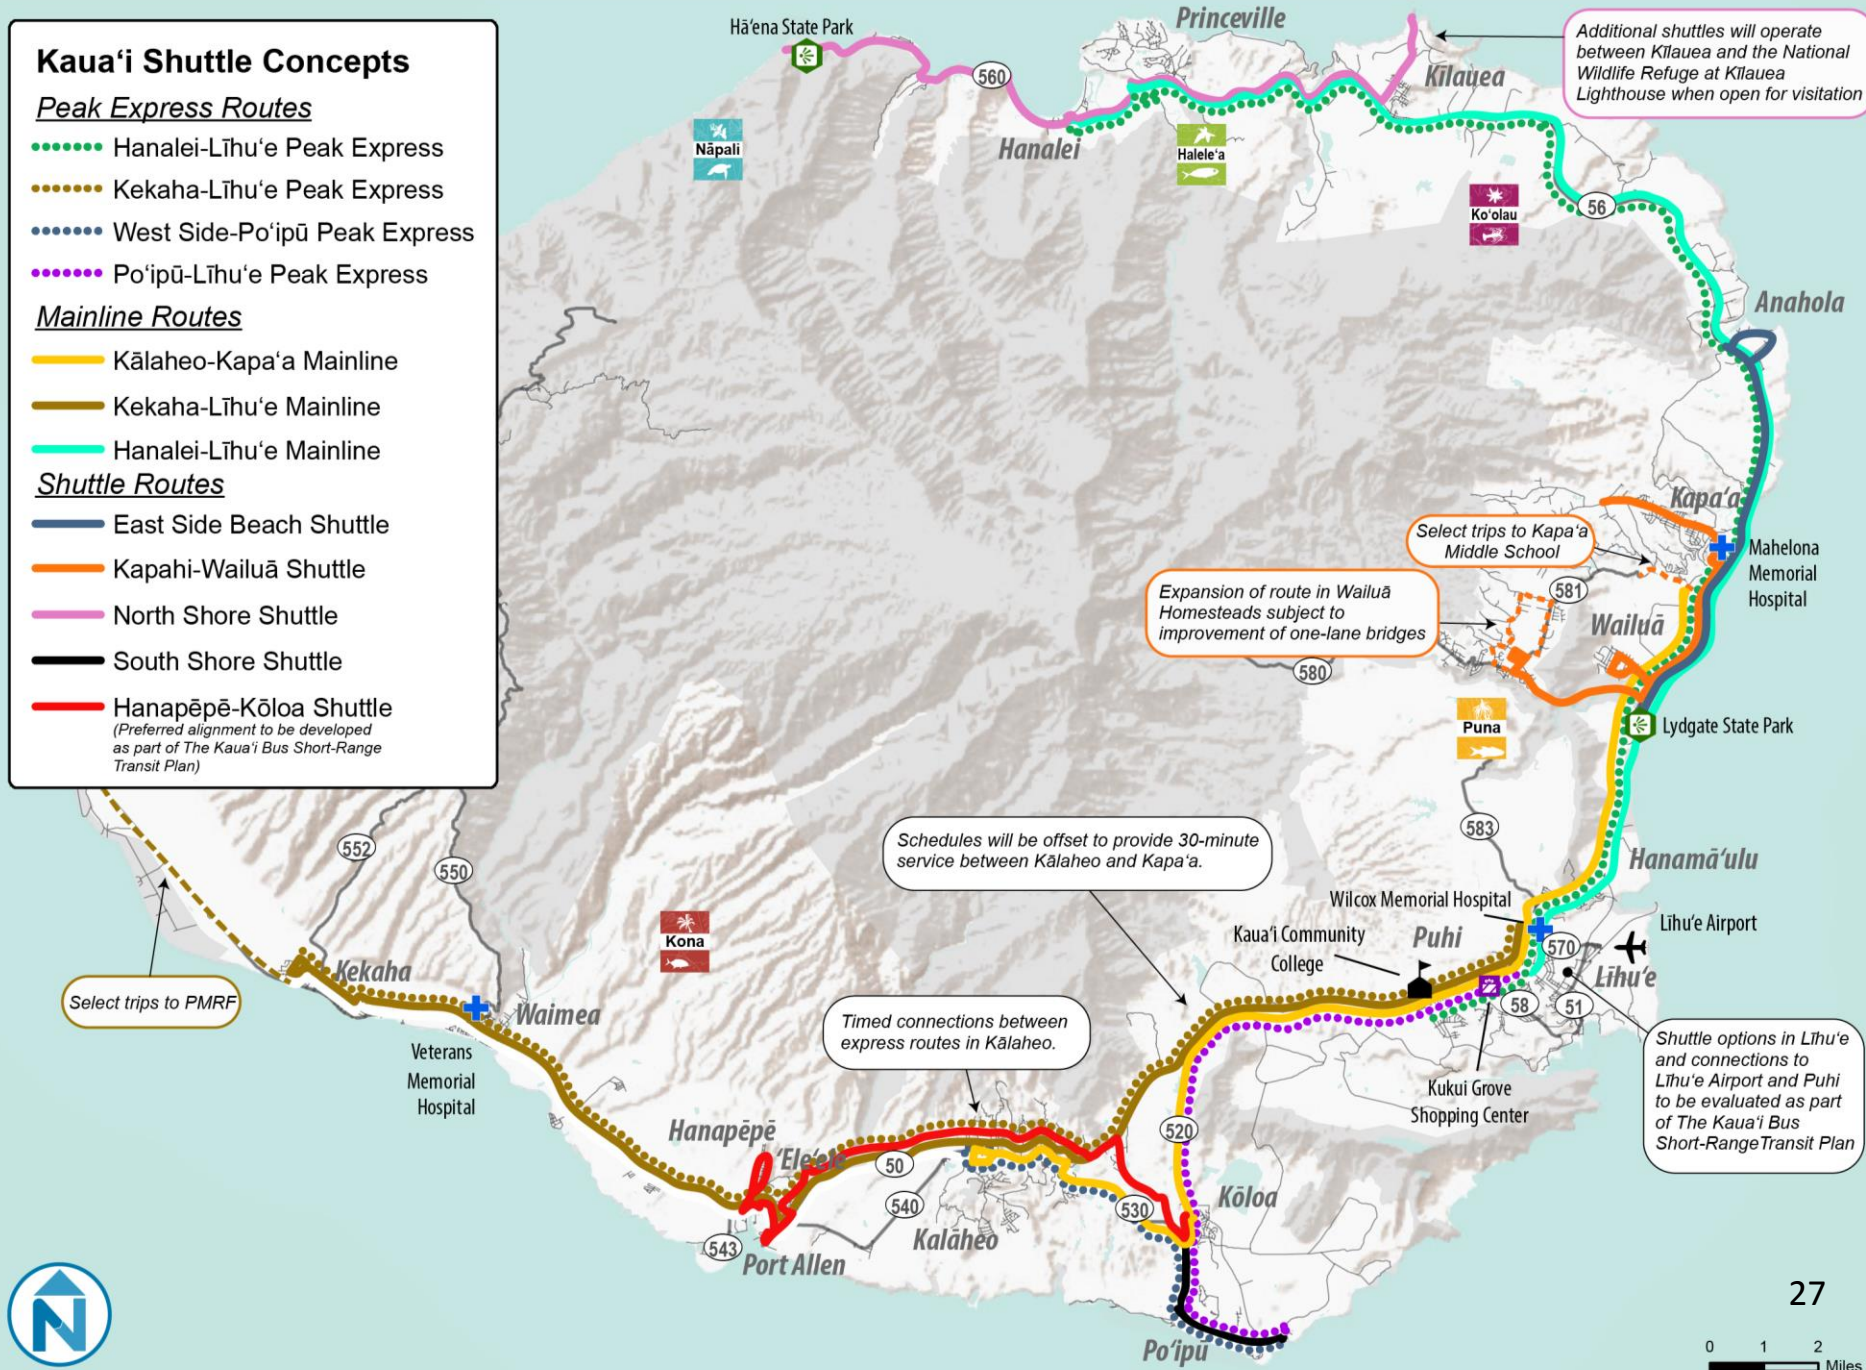 Kaua‘i Shuttle Concepts
Peak Express Routes
Hanalei-Līhu‘e Peak Express
Kekaha-Līhu‘e Peak Express
West Side-Po‘ipū Peak Express
Po‘ipū-Līhu‘e Peak Express
Mainline Routes
Kālaheo-Kapa‘a Mainline
Kekaha-Līhu‘e Mainline
Hanalei-Līhu‘e Mainline
Shuttle Routes
East Side Beach Shuttle
Kapahi-Wailuā Shuttle
North Shore Shuttle
South Shore Shuttle
Hanapēpē-Kōloa Shuttle
(Preferred alignment to be developed
as part of The Kaua‘i Bus Short-Range
Transit Plan)
Hā‘ena State Park
Princeville
Additional shuttles will operate
between Kīlauea and the National
Wildlife Refuge at Kīlauea
Lighthouse when open for visitation
560
Kīlauea
Nāpali
Hanalei
Halele‘a
Ko‘olau
56
Anahola
Kapa‘a
Select trips to Kapa‘a
Middle School
Mahelona
Memorial
Hospital
Expansion of route in Wailuā
Homesteads subject to
improvement of one-lane bridges
581
Wailuā
580
Puna
Lydgate State Park
583
Hanamā‘ulu
Schedules will be offset to provide 30-minute
service between Kālaheo and Kapa‘a.
552
550
Wilcox Memorial Hospital
Kaua‘i Community
College
Puhi
Līhu‘e Airport
570
Līhu‘e
58
51
Kona
Kekaha
Select trips to PMRF
Waimea
Veterans
Memorial
Hospital
Timed connections between
express routes in Kālaheo.
Kukui Grove
Shopping Center
Shuttle options in Līhu‘e
and connections to
Līhu‘e Airport and Puhi
to be evaluated as part
of The Kaua‘i Bus
Short-RangeTransit Plan
Hanapēpē
‘Ele‘ele
50
520
540
530
Kōloa
Kalāheo
543
Port Allen
Po‘ipū
N
27
0 1 2
Miles